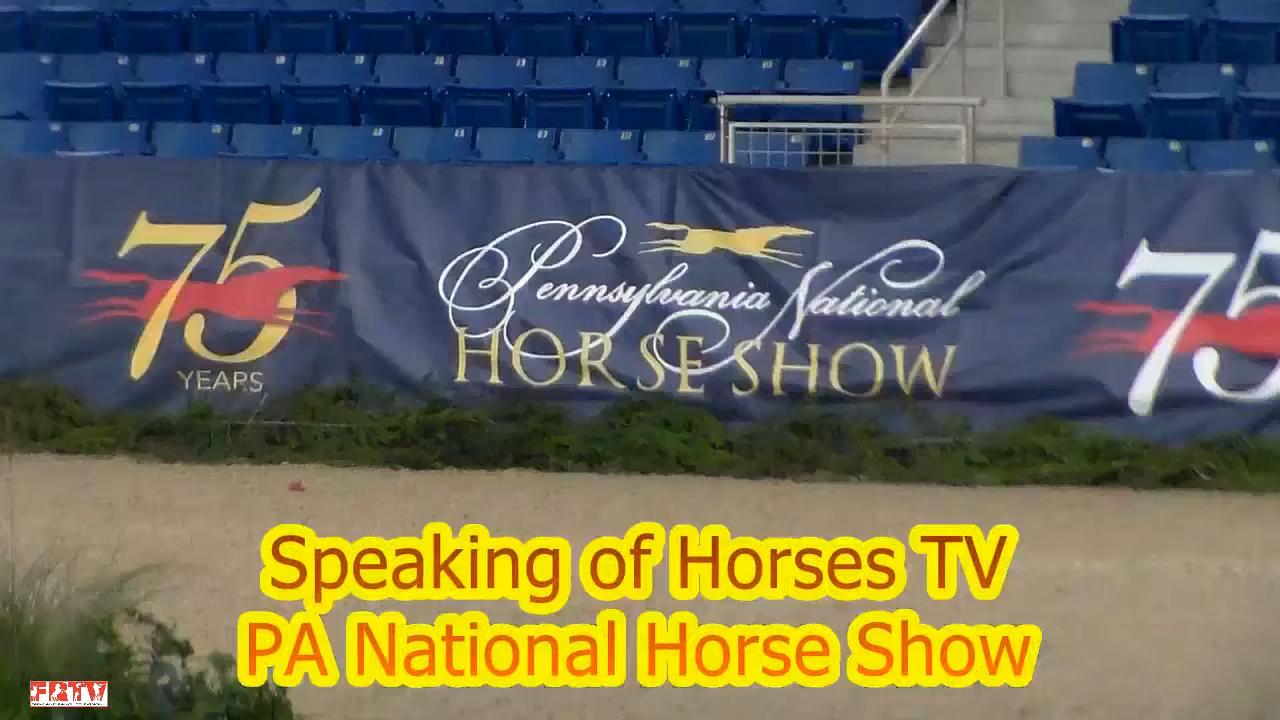 75
YEARS
Pennsylvania National
HORSE SHOW
75
Speaking of Horses TV
PA National Horse Show